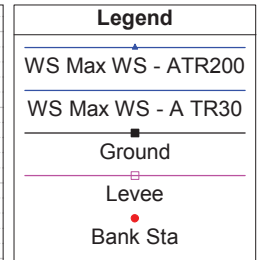 Legend
WS Max WS - ATR200
WS Max WS - A TR30
Ground
Levee
Bank Sta